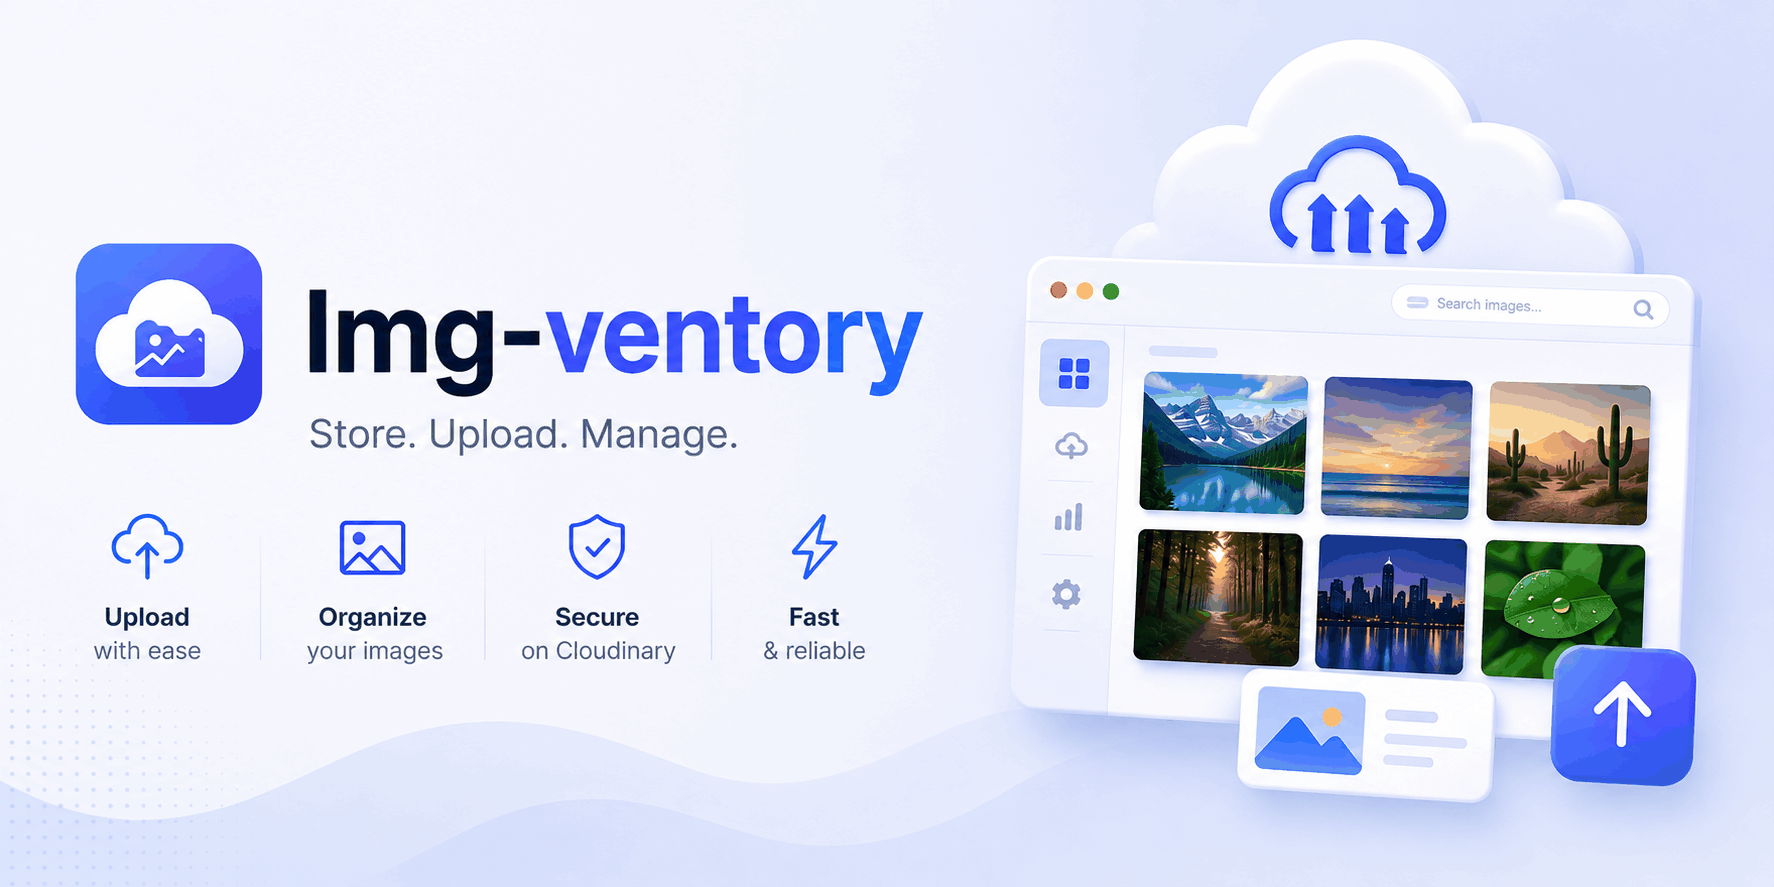 Img-ventory
Store. Upload. Manage.
Upload
with ease
Organize
your images
Secure
on Cloudinary
Fast
& reliable
Search images...